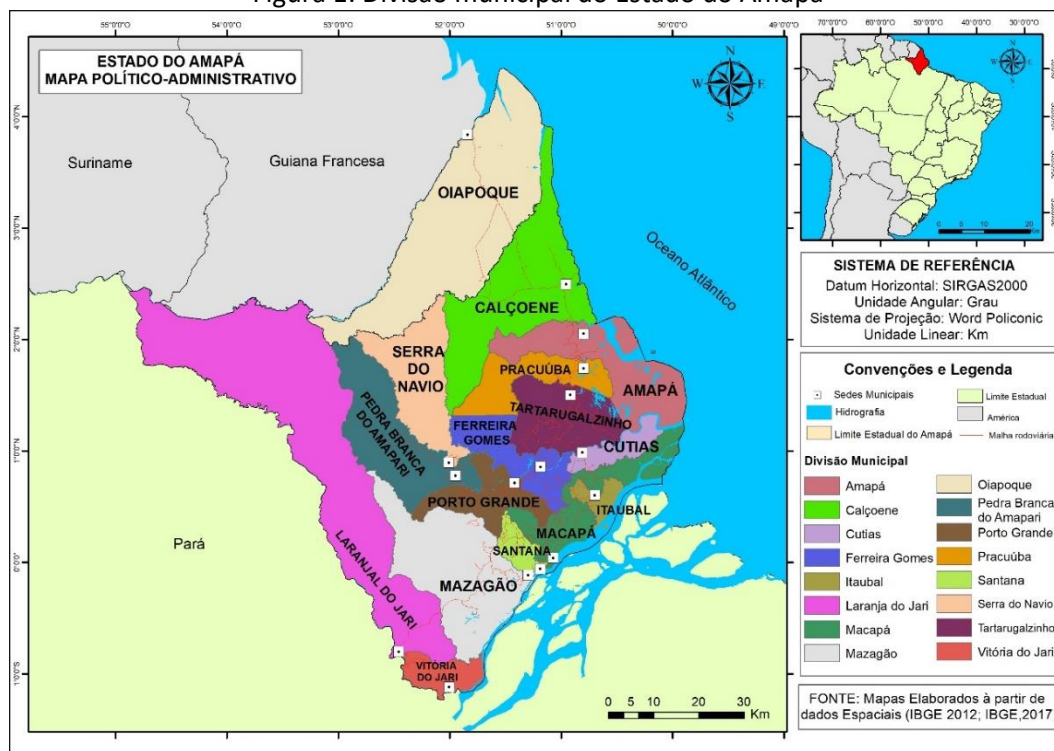 Figura 1: Divisão municipal do Estado do Amapá
55°0'0"W
54°0'0"W
53°0'0"W
52°0'0"W
51°0'0"W
50°0'0"W
49°0'0"W
ESTADO DO AMAPÁ
MAPA POLÍTICO-ADMINISTRATIVO
N
W
E
S
4°0'0"N
3°0'0"N
2°0'0"N
1°0'0"N
0°0'0"
1°0'0"S
Suriname
Guiana Francesa
OIAPOQUE
Oceano Atlântico
CALÇOENE
SERRA
DO
NAVIO
PRACUÚBA
AMAPÁ
TARTARUGALZINHO
FERREIRA
GOMES
CUTIAS
PEDRA BRANCA
DO AMAPARI
PORTO GRANDE
ITAUBAL
MACAPÁ
SANTANA
Pará
LARANJAL DO JARI
MAZAGÃO
VITÓRIA
DO JARI
0 5 10 20 30
Km
70°0'0"W
60°0'0"W
50°0'0"W
40°0'0"W
30°0'0"W
N
W
E
S
0 5 10 20
Km
SISTEMA DE REFERÊNCIA
Datum Horizontal: SIRGAS2000
Unidade Angular: Grau
Sistema de Projeção: Word Policonic
Unidade Linear: Km
Convenções e Legenda
Sedes Municipais
Limite Estadual
Hidrografia
América
Limite Estadual do Amapá
Malha rodoviária
Divisão Municipal
Amapá
Calçoene
Cutias
Ferreira Gomes
Itaubal
Laranja do Jari
Macapá
Mazagão
Oiapoque
Pedra Branca
do Amapari
Porto Grande
Pracuúba
Santana
Serra do Navio
Tartarugalzinho
Vitória do Jari
FONTE: Mapas Elaborados à partir de
dados Espaciais (IBGE 2012; IBGE,2017